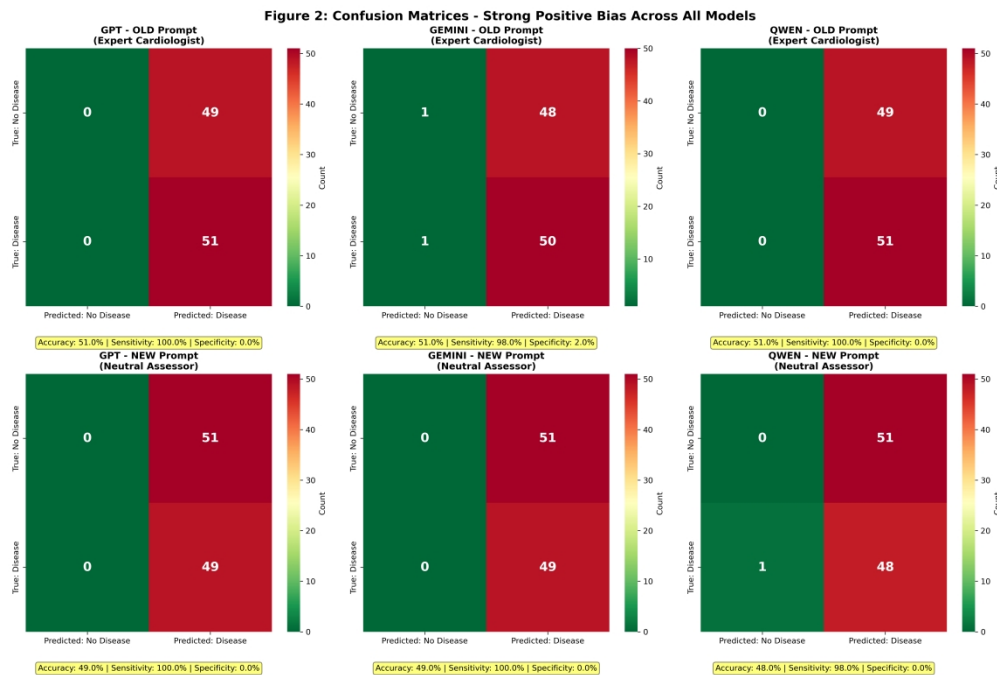 Figure 2: Confusion Matrices - Strong Positive Bias Across All Models
GPT - OLD Prompt
(Expert Cardiologist)
True: No Disease
True: Disease
0
49
0
51
Predicted: No Disease
Predicted: Disease
50
40
30
20
10
0
Count
Accuracy: 51.0% | Sensitivity: 100.0% | Specificity: 0.0%
GEMINI - OLD Prompt
(Expert Cardiologist)
True: No Disease
True: Disease
1
48
1
50
Predicted: No Disease
Predicted: Disease
50
40
30
20
10
Count
Accuracy: 51.0% | Sensitivity: 98.0% | Specificity: 2.0%
QWEN - OLD Prompt
(Expert Cardiologist)
True: No Disease
True: Disease
0
49
0
51
Predicted: No Disease
Predicted: Disease
50
40
30
20
10
0
Count
Accuracy: 51.0% | Sensitivity: 100.0% | Specificity: 0.0%
GPT - NEW Prompt
(Neutral Assessor)
True: No Disease
True: Disease
0
51
0
49
Predicted: No Disease
Predicted: Disease
50
40
30
20
10
0
Count
Accuracy: 49.0% | Sensitivity: 100.0% | Specificity: 0.0%
GEMINI - NEW Prompt
(Neutral Assessor)
True: No Disease
True: Disease
0
51
0
49
Predicted: No Disease
Predicted: Disease
50
40
30
20
10
0
Count
Accuracy: 49.0% | Sensitivity: 100.0% | Specificity: 0.0%
QWEN - NEW Prompt
(Neutral Assessor)
True: No Disease
True: Disease
0
51
1
48
Predicted: No Disease
Predicted: Disease
50
40
30
20
10
0
Count
Accuracy: 48.0% | Sensitivity: 98.0% | Specificity: 0.0%